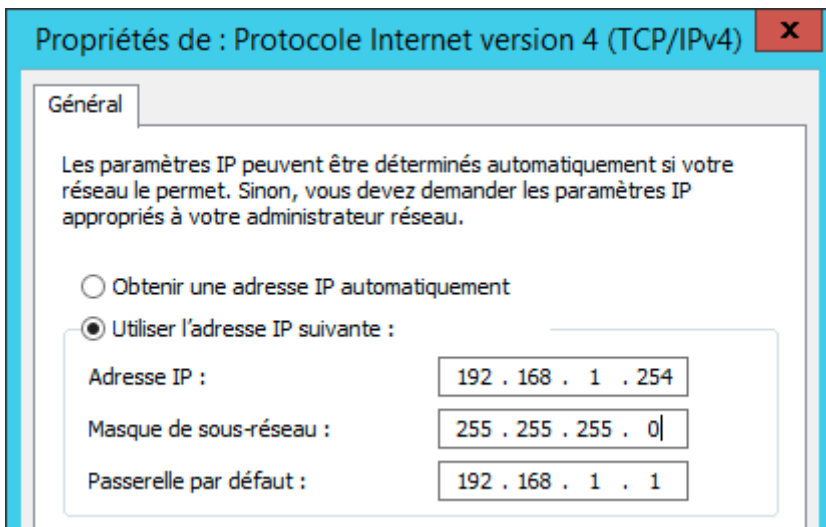 Propriétés de : Protocole Internet version 4 (TCP/IPv4) x
Général
Les paramètres IP peuvent être déterminés automatiquement si votre
réseau le permet. Sinon, vous devez demander les paramètres IP
appropriés à votre administrateur réseau.
Obtenir une adresse IP automatiquement
Utiliser l'adresse IP suivante :
Adresse IP : 192 . 168 . 1 . 254
Masque de sous-réseau : 255 . 255 . 255 . 0
Passerelle par défaut : 192 . 168 . 1 . 1